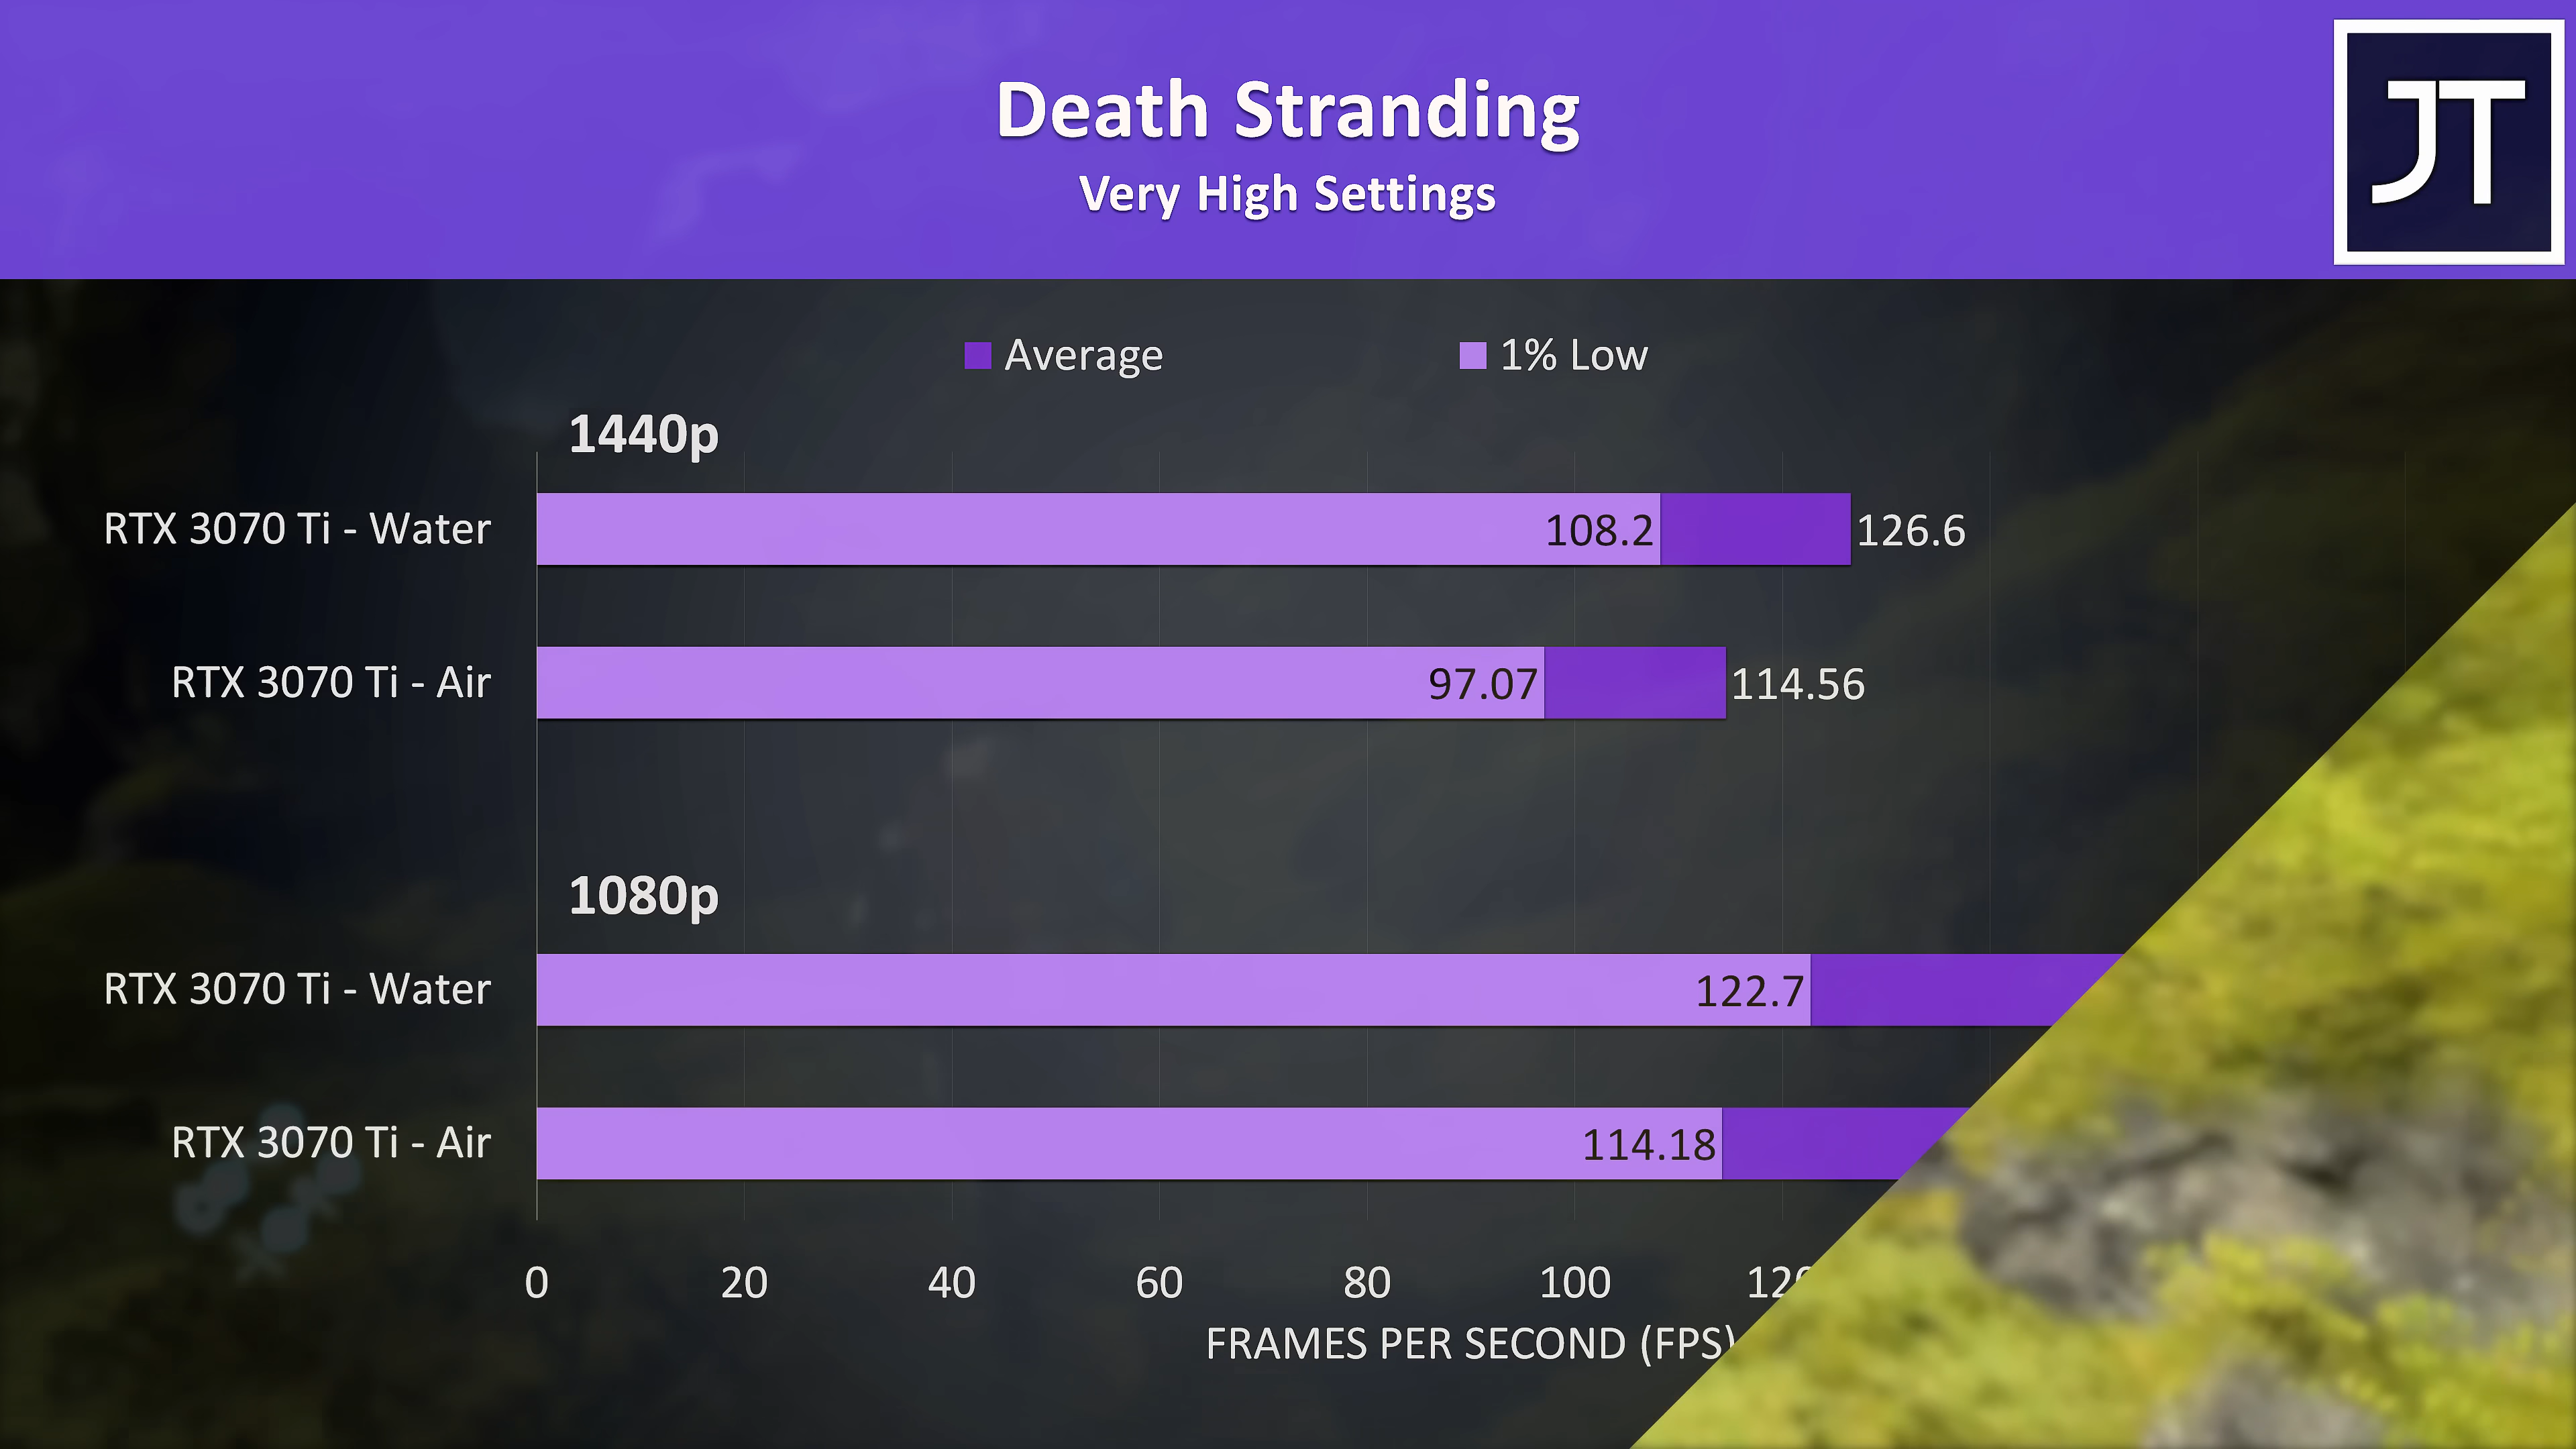 Death Stranding
Very High Settings
JT
Average
1% Low
1440p
RTX 3070 Ti - Water
108.2
126.6
RTX 3070 Ti - Air
97.07
114.56
1080p
RTX 3070 Ti - Water
122.7
RTX 3070 Ti - Air
114.18
0 20 40 60 80 100
FRAMES PER SECOND (FPS)